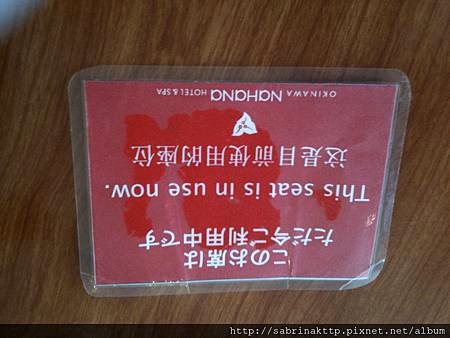 このお席は
ただ今ご利用中です
This seat is in use now.
这是目前使用的座位
OKINAWA NaHaNa HOTEL & SPA
http://sabrinakttp.pixnet.net/album